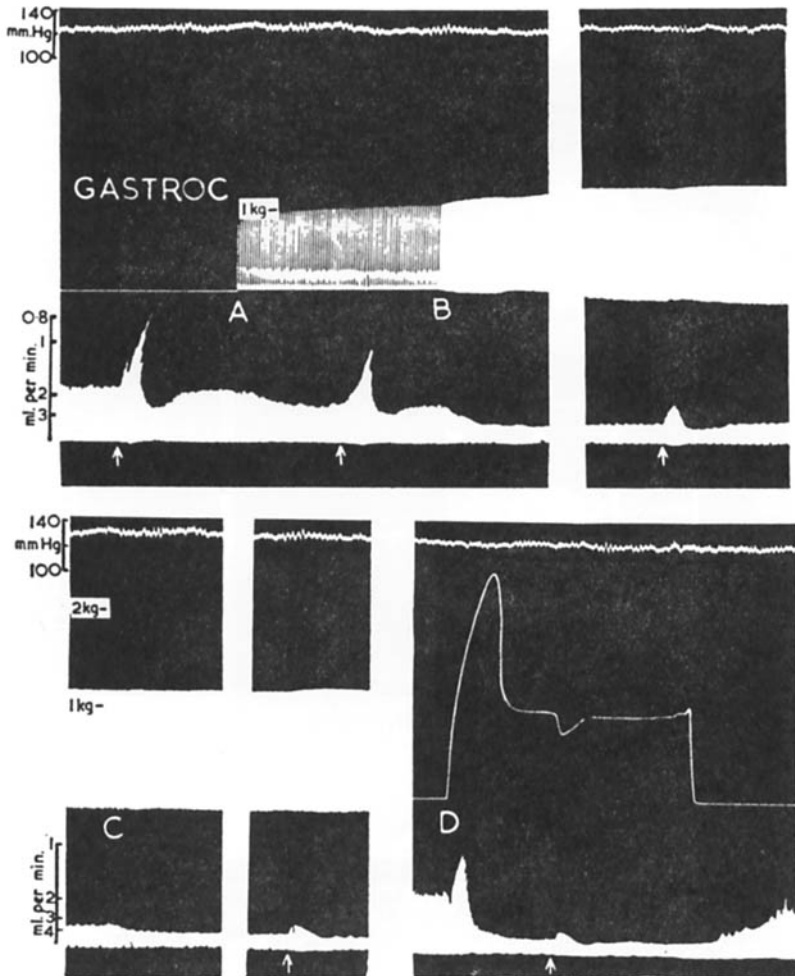 140
mm.Hg
100
GASTROC
1kg-
A B
0·8
1
2
3
ml. per min.
140
mm Hg
100
2kg-
1kg-
C D
1
2
3
4
ml. per min.